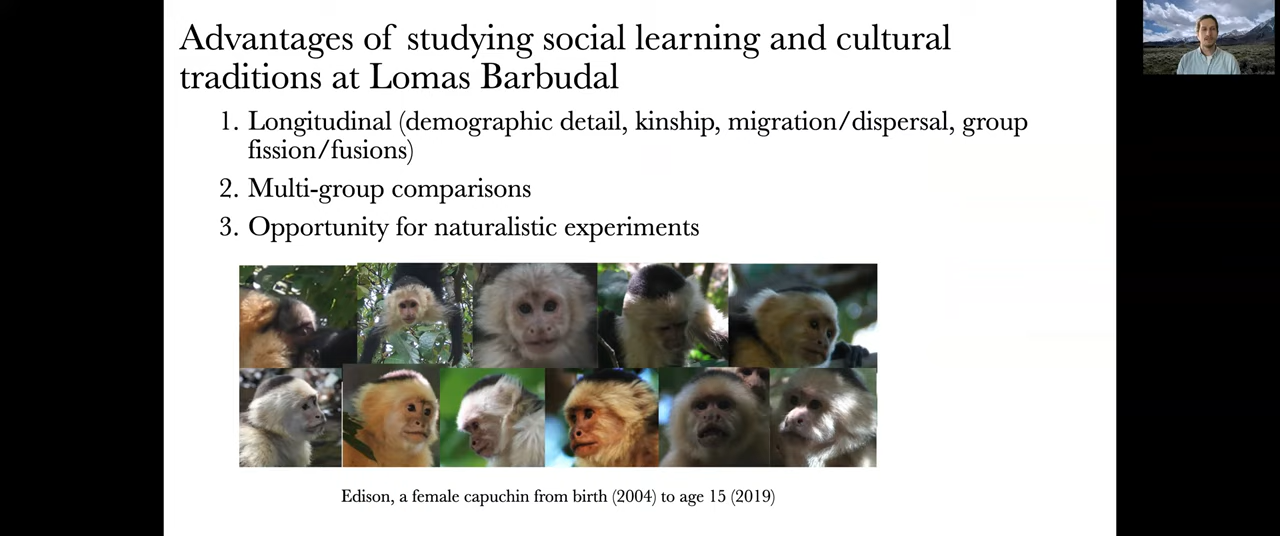 Advantages of studying social learning and cultural
traditions at Lomas Barbudal
1. Longitudinal (demographic detail, kinship, migration/dispersal, group
fission/fusions)
2. Multi-group comparisons
3. Opportunity for naturalistic experiments
Edison, a female capuchin from birth (2004) to age 15 (2019)